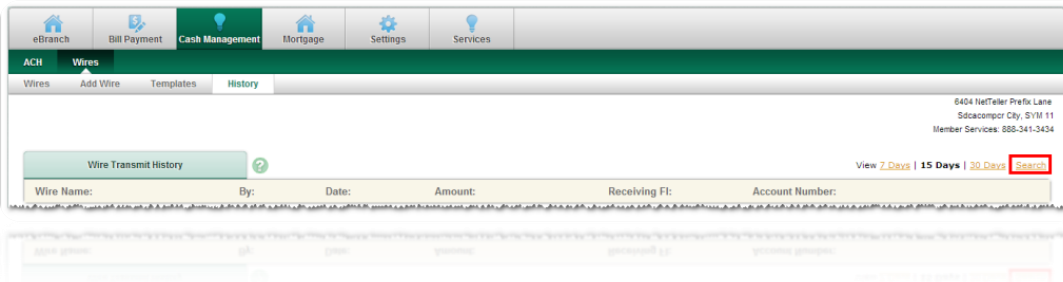 eBranch Bill Payment Cash Management Mortgage Settings Services
ACH Wires
Wires Add Wire Templates History
6404 NetTeller Prefix Lane
Sdcacompcr City, SYM 11
Member Services: 888-341-3434
Wire Transmit History ? View 7 Days | 15 Days | 30 Days Search
Wire Name: By: Date: Amount: Receiving FI: Account Number: